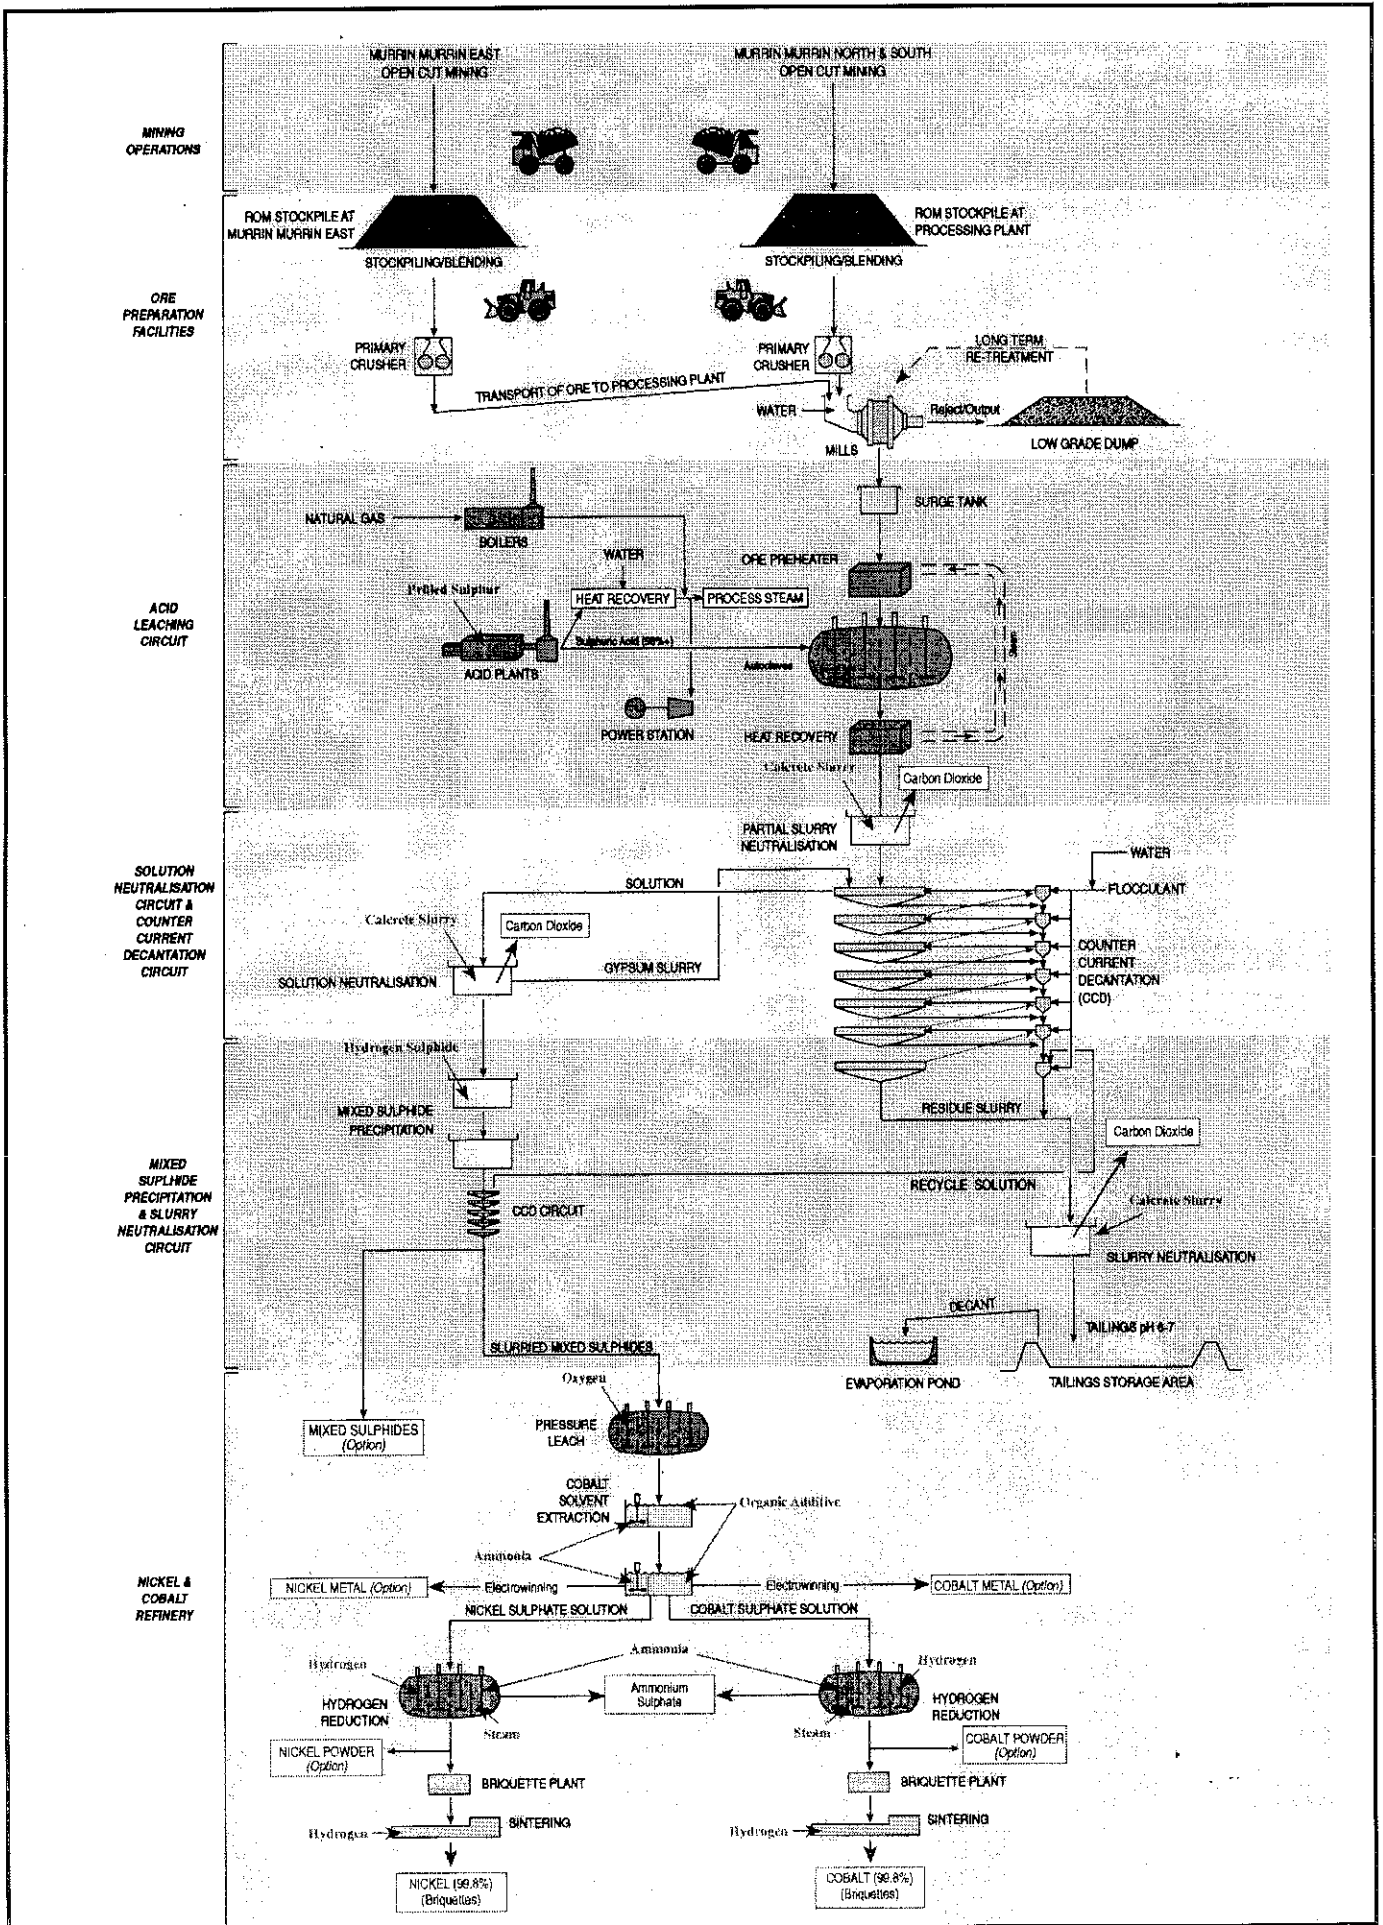 MURRIN MURRIN EAST
OPEN CUT MINING
MURRIN MURRIN NORTH & SOUTH
OPEN CUT MINING
MINING
OPERATIONS
ROM STOCKPILE AT
MURRIN MURRIN EAST
STOCKPILING/BLENDING
ROM STOCKPILE AT
PROCESSING PLANT
STOCKPILING/BLENDING
ORE
PREPARATION
FACILITIES
PRIMARY
CRUSHER
PRIMARY
CRUSHER
LONG TERM
RE-TREATMENT
TRANSPORT OF ORE TO PROCESSING PLANT
WATER
MILLS
Reject/Output
LOW GRADE DUMP
SURGE TANK
NATURAL GAS
BOILERS
WATER
ORE PREHEATER
ACID
LEACHING
CIRCUIT
Prilled Sulphur
HEAT RECOVERY
PROCESS STEAM
Sulphuric Acid (98%+)
ACID PLANTS
Autoclaves
Steam
POWER STATION
HEAT RECOVERY
Calcrete Slurry
Carbon Dioxide
PARTIAL SLURRY
NEUTRALISATION
SOLUTION
NEUTRALISATION
CIRCUIT &
COUNTER
CURRENT
DECANTATION
CIRCUIT
SOLUTION
WATER
FLOCCULANT
Calcrete Slurry
Carbon Dioxide
GYPSUM SLURRY
SOLUTION NEUTRALISATION
COUNTER
CURRENT
DECANTATION
(CCD)
Hydrogen Sulphide
MIXED SULPHIDE
PRECIPITATION
RESIDUE SLURRY
Carbon Dioxide
MIXED
SUPLHIDE
PRECIPITATION
& SLURRY
NEUTRALISATION
CIRCUIT
RECYCLE SOLUTION
CCD CIRCUIT
Calcrete Slurry
SLURRY NEUTRALISATION
DECANT
TAILINGS pH 6-7
SLURRIED MIXED SULPHIDES
EVAPORATION POND
TAILINGS STORAGE AREA
Oxygen
MIXED SULPHIDES
(Option)
PRESSURE
LEACH
COBALT
SOLVENT
EXTRACTION
Organic Additive
Ammonia
NICKEL &
COBALT
REFINERY
NICKEL METAL (Option)
Electrowinning
Electrowinning
COBALT METAL (Option)
NICKEL SULPHATE SOLUTION
COBALT SULPHATE SOLUTION
Hydrogen
Ammonia
Hydrogen
Ammonium
Sulphate
HYDROGEN
REDUCTION
Steam
Steam
HYDROGEN
REDUCTION
NICKEL POWDER
(Option)
COBALT POWDER
(Option)
BRIQUETTE PLANT
BRIQUETTE PLANT
SINTERING
SINTERING
Hydrogen
Hydrogen
NICKEL (99.8%)
(Briquettes)
COBALT (99.8%)
(Briquettes)